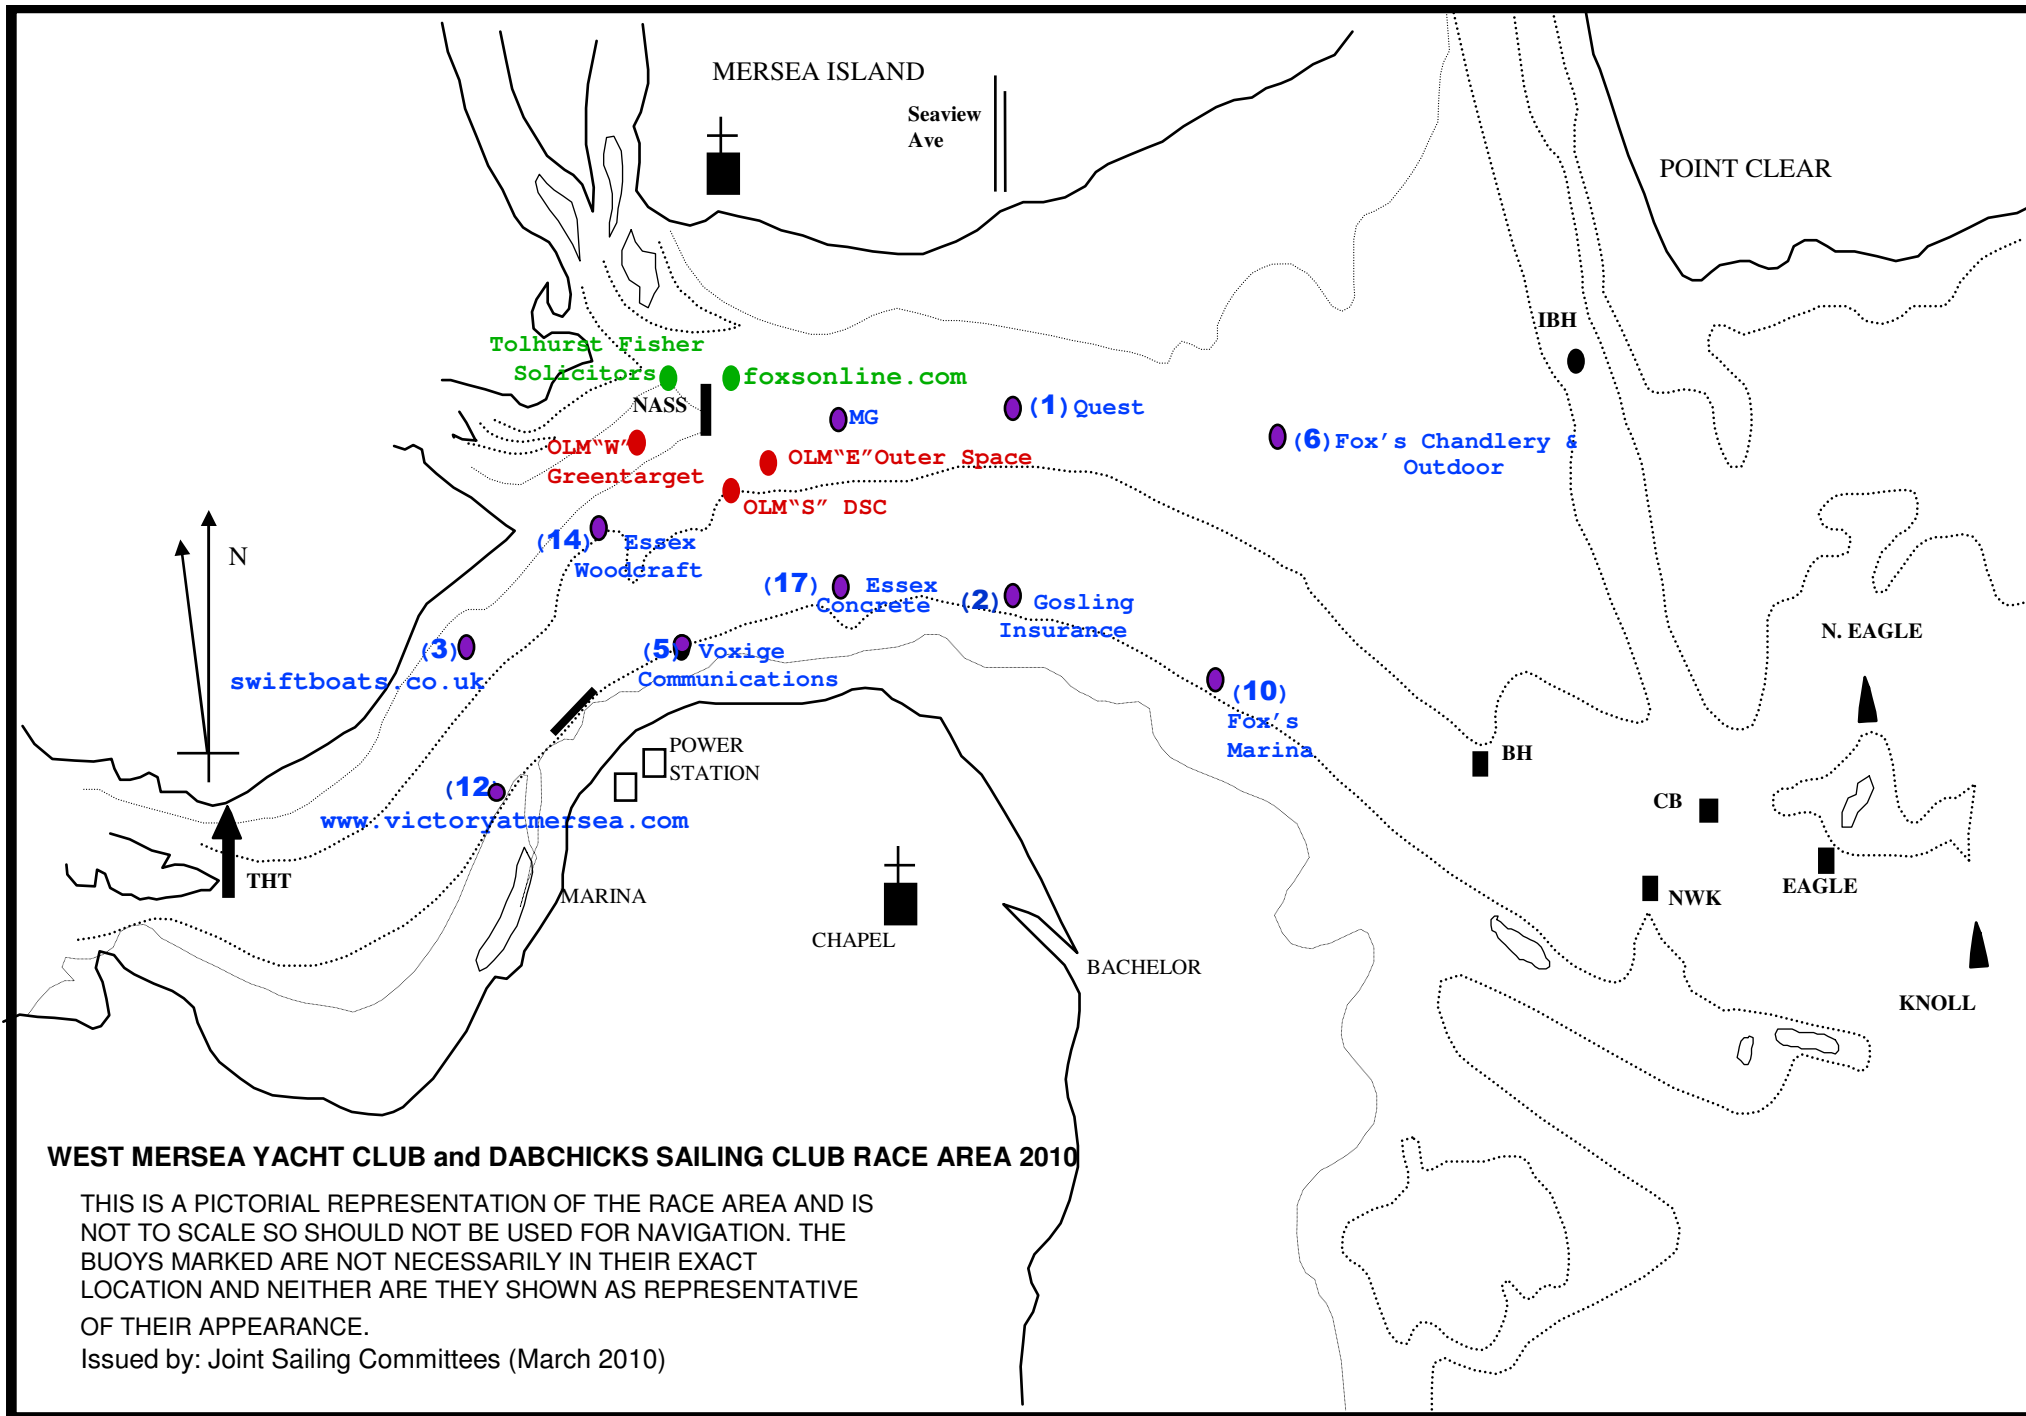 MERSEA ISLAND
Seaview
Ave
POINT CLEAR
IBH
Tolhurst Fisher
Solicitors
foxsonline.com
NASS
MG
(1) Quest
(6) Fox's Chandlery &
Outdoor
OLM"W"
Greentarget
OLM"E" Outer Space
OLM"S" DSC
N
(14) Essex
Woodcraft
(17) Essex
Concrete
(2) Gosling
Insurance
N. EAGLE
(3)
swiftboats.co.uk
(5) Voxige
Communications
(10)
Fox's
Marina
POWER
STATION
BH
(12)
www.victoryatmersea.com
CB
THT
MARINA
EAGLE
NWK
CHAPEL
BACHELOR
KNOLL
WEST MERSEA YACHT CLUB and DABCHICKS SAILING CLUB RACE AREA 2010
THIS IS A PICTORIAL REPRESENTATION OF THE RACE AREA AND IS
NOT TO SCALE SO SHOULD NOT BE USED FOR NAVIGATION. THE
BUOYS MARKED ARE NOT NECESSARILY IN THEIR EXACT
LOCATION AND NEITHER ARE THEY SHOWN AS REPRESENTATIVE
OF THEIR APPEARANCE.
Issued by: Joint Sailing Committees (March 2010)